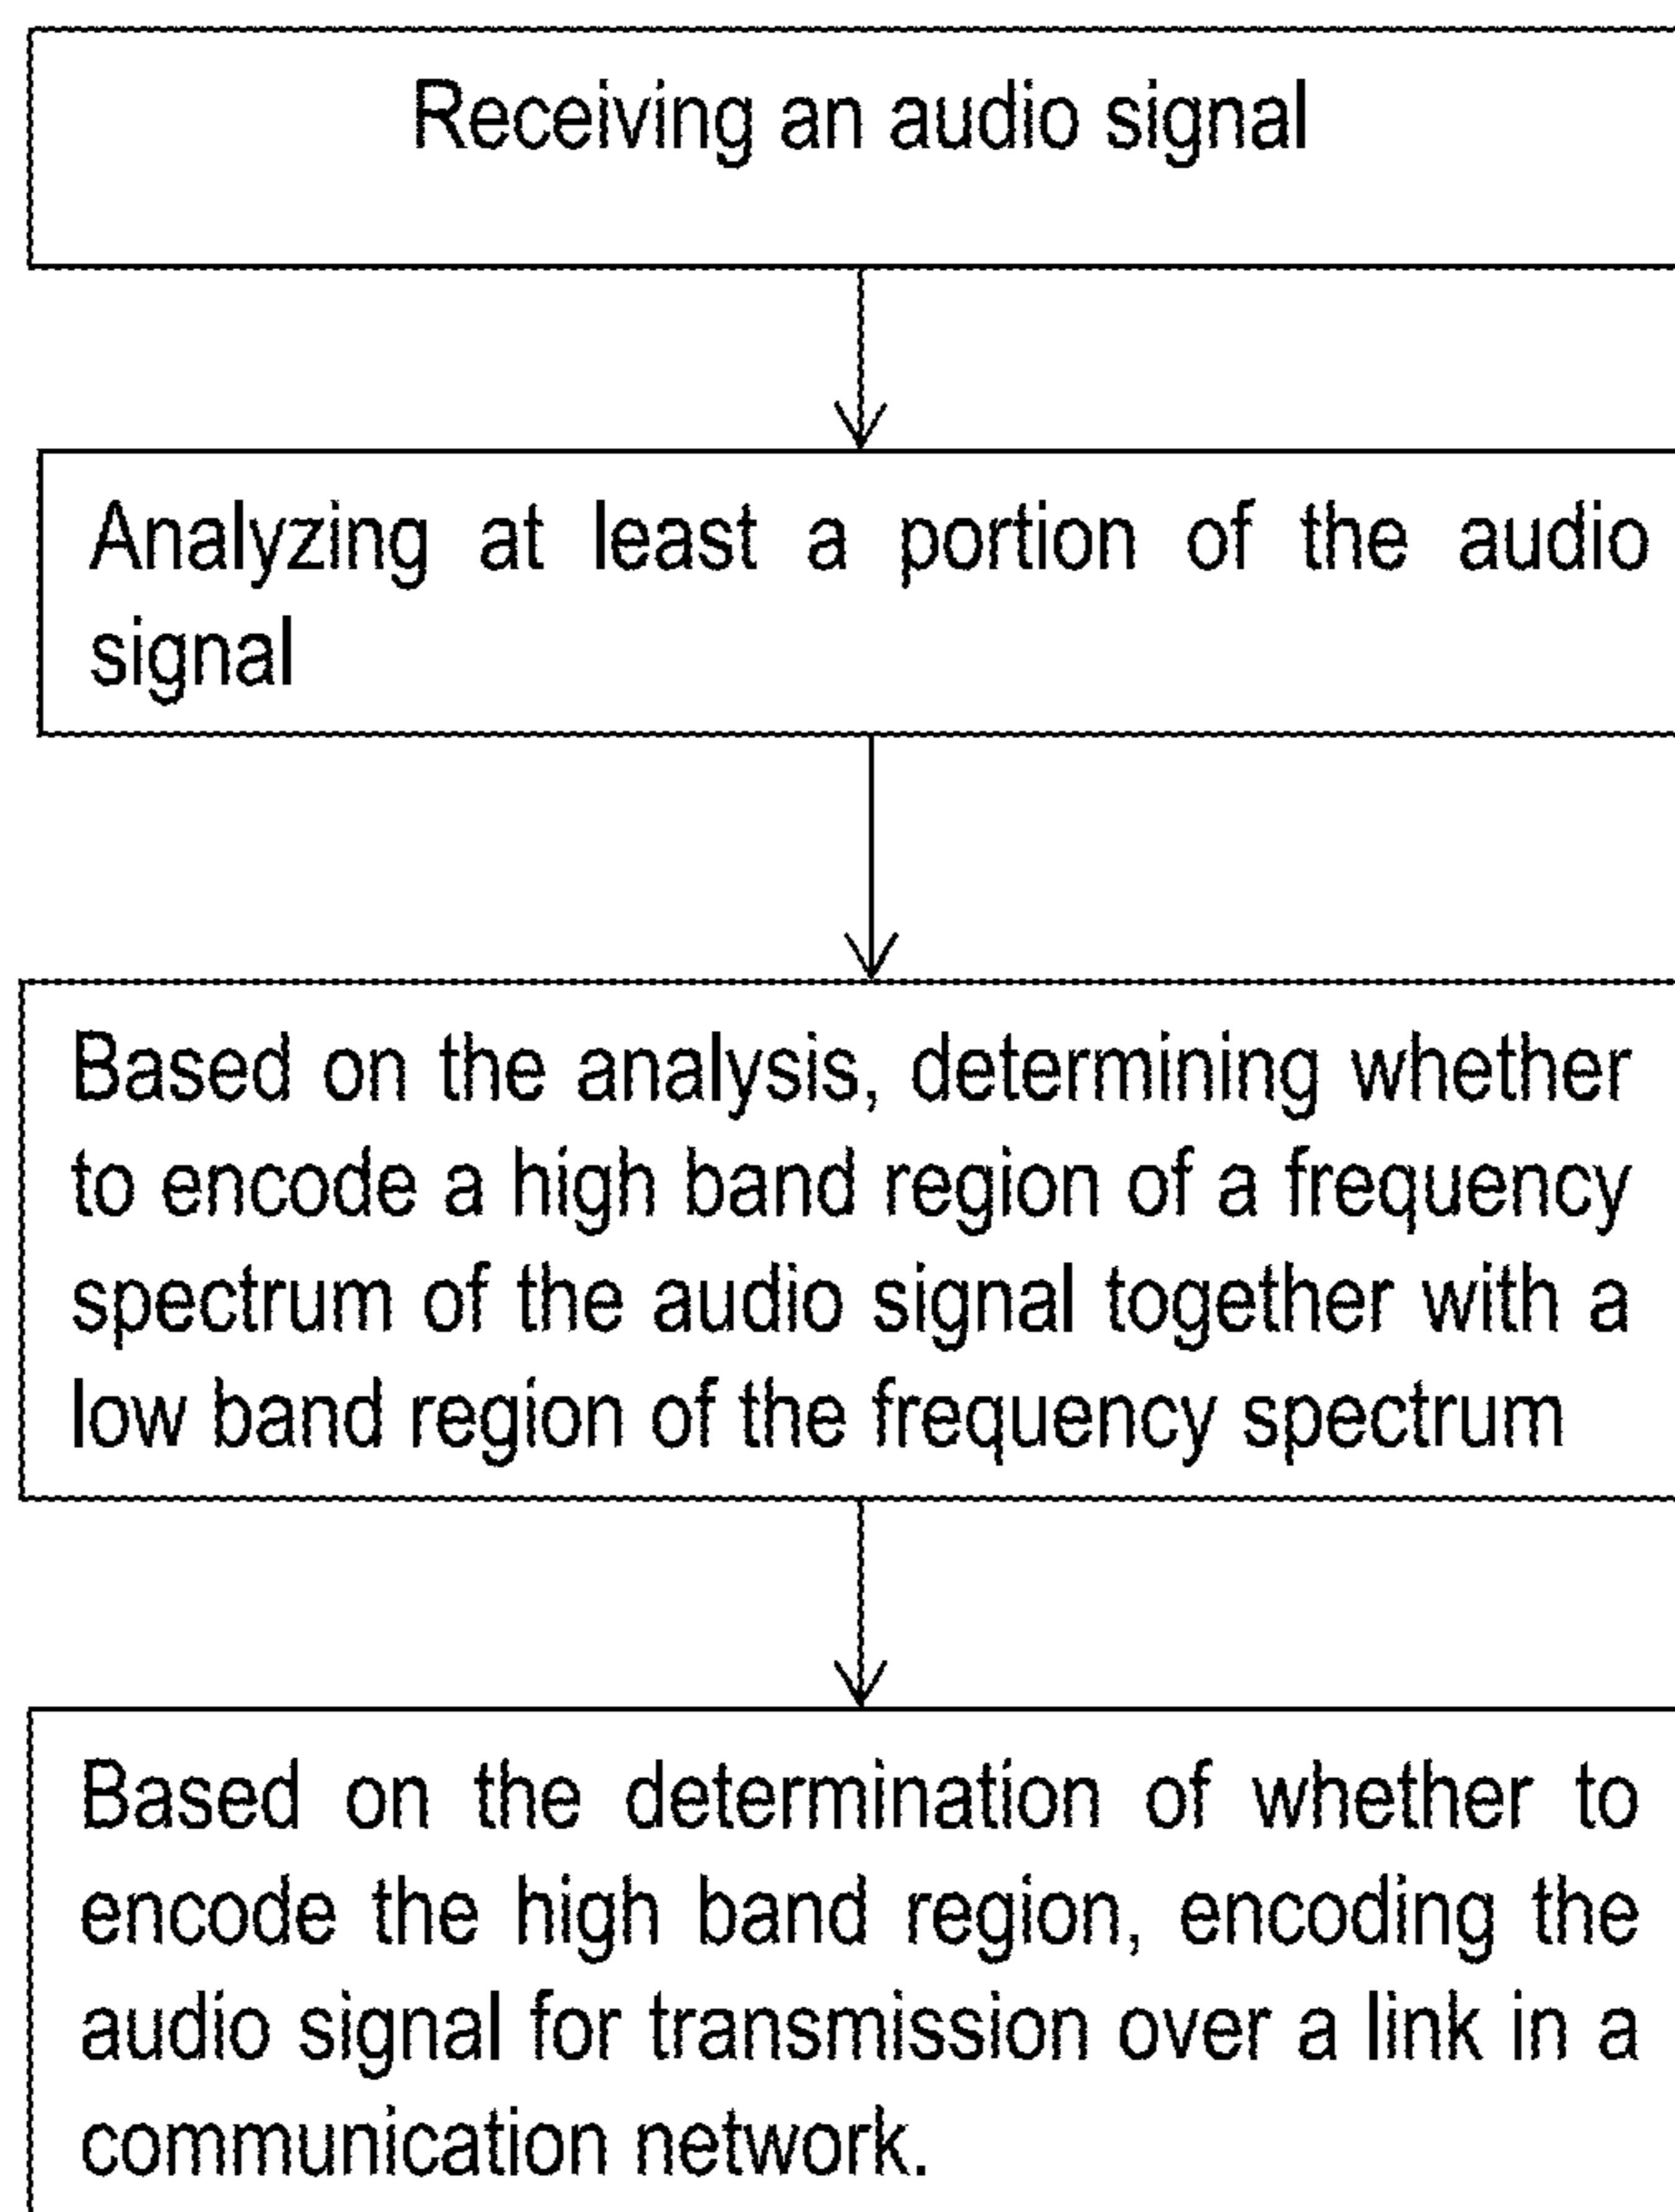 Receiving an audio signal
Analyzing at least a portion of the audio
signal
Based on the analysis, determining whether
to encode a high band region of a frequency
spectrum of the audio signal together with a
low band region of the frequency spectrum
Based on the determination of whether to
encode the high band region, encoding the
audio signal for transmission over a link in a
communication network.